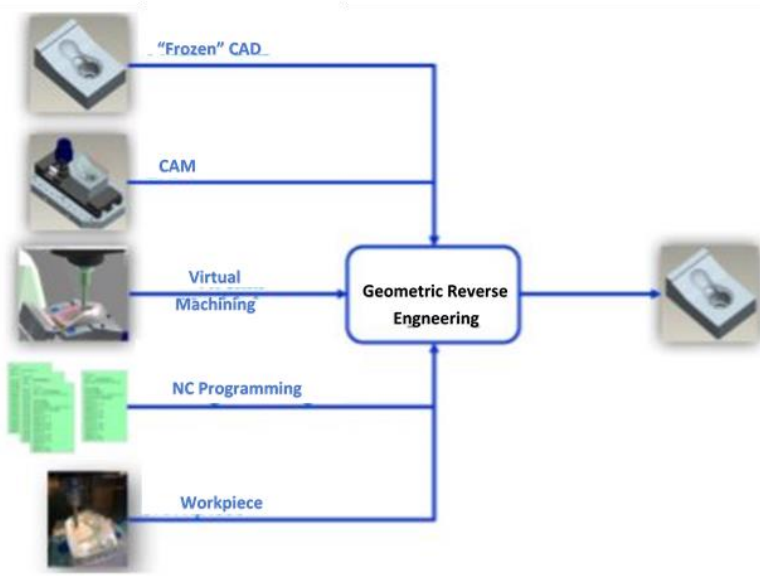 “Frozen” CAD
CAM
Virtual
Machining
Geometric Reverse
Engneering
NC Programming
Workpiece